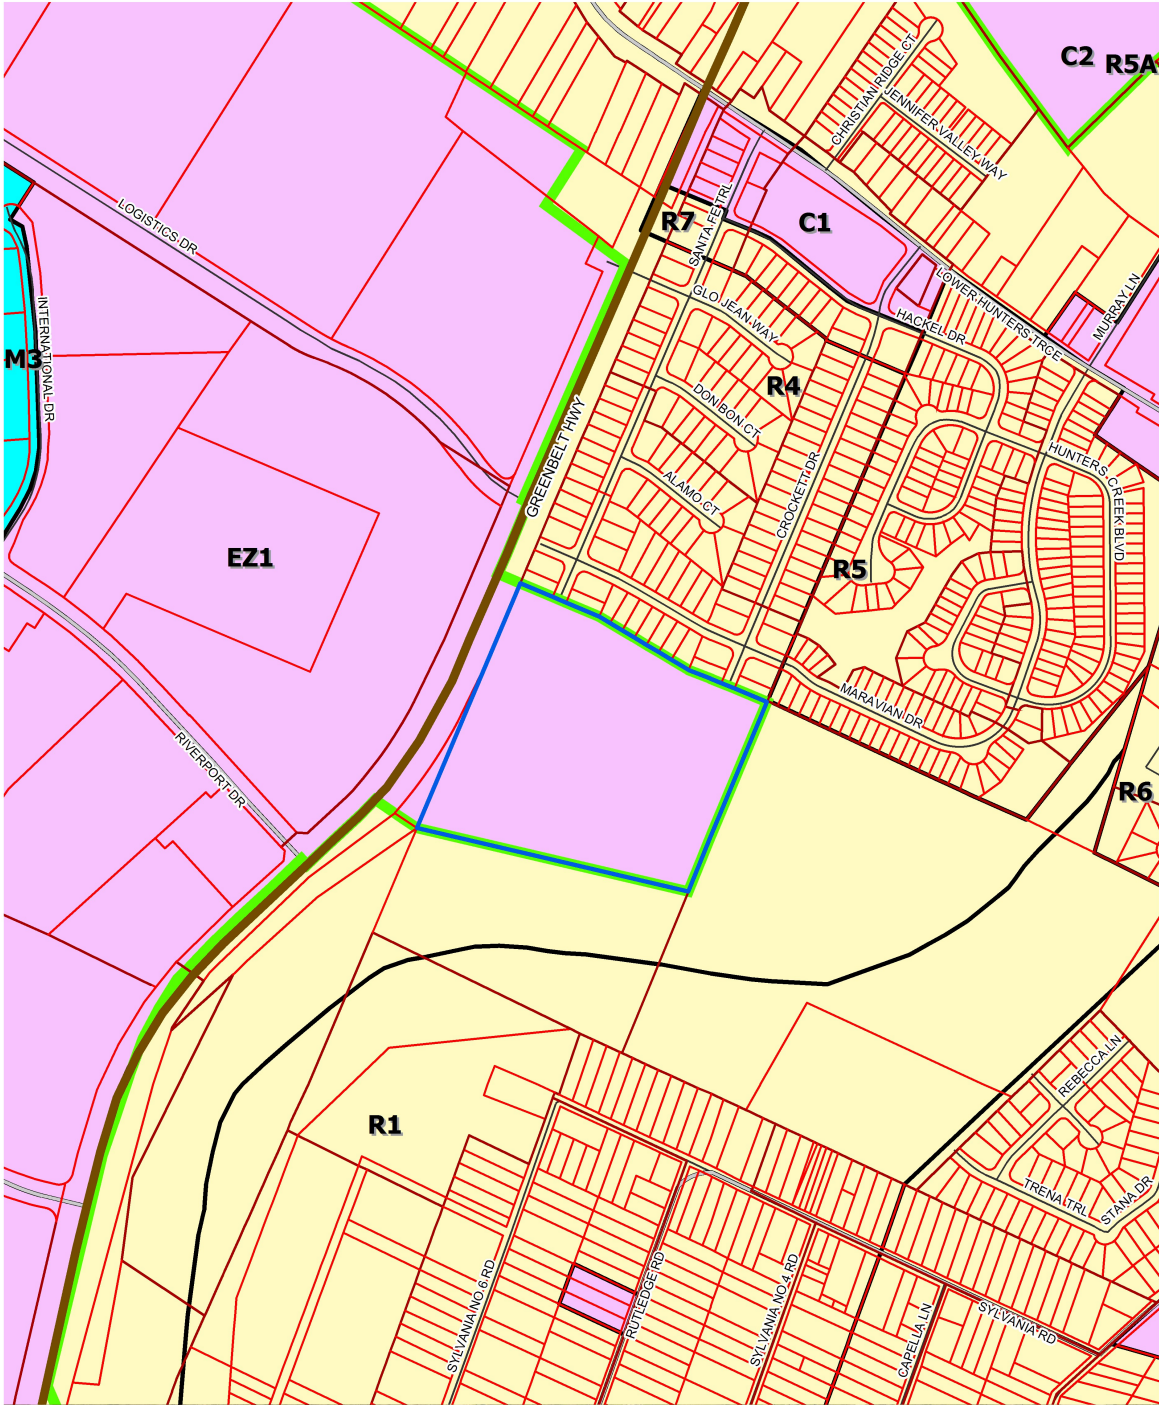 C2
R5A
CHRISTIAN RIDGE CT
JENNIFER VALLEY WAY
LOGISTICS DR
R7
SANTA FE TRL
C1
LOWER HUNTERS TRCE
MURRAY LN
INTERNATIONAL DR
M3
GLO JEAN WAY
HACKEL DR
R4
DON BON CT
GREENBELT HWY
ALAMO CT
CROCKETT DR
HUNTERS CREEK BLVD
EZ1
R5
MARAVIAN DR
RIVERPORT DR
R6
R1
REBECCA LN
TRENA TRL
STANA DR
SYLVANIA NO 6 RD
RUTLEDGE RD
SYLVANIA NO 4 RD
CAPELLA LN
SYLVANIA RD